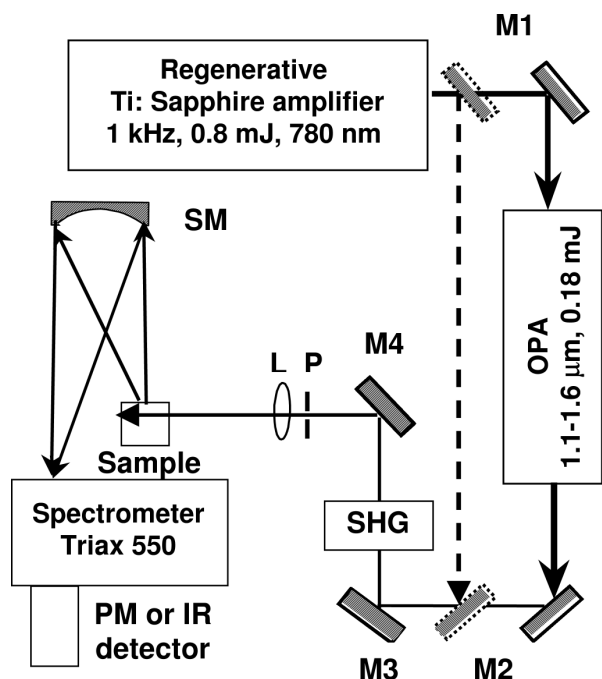 M1
Regenerative
Ti: Sapphire amplifier
1 kHz, 0.8 mJ, 780 nm
SM
OPA
1.1-1.6 μm, 0.18 mJ
M4
L P
Sample
SHG
Spectrometer
Triax 550
PM or IR
detector
M3 M2